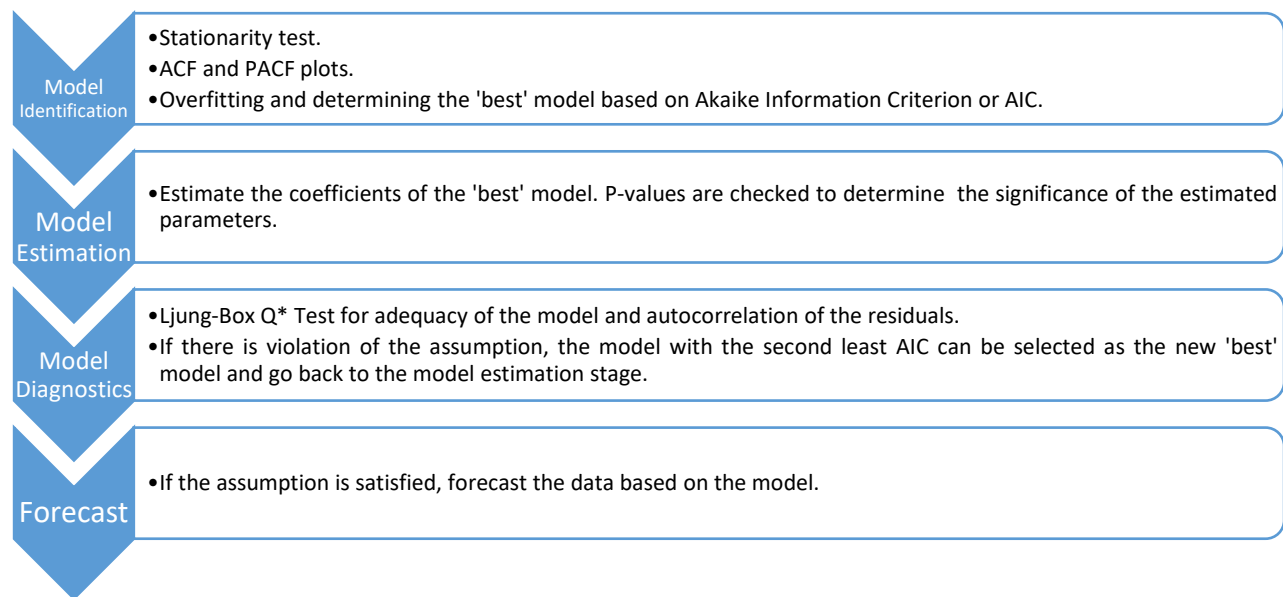 Model
Identification
•Stationarity test.
•ACF and PACF plots.
•Overfitting and determining the 'best' model based on Akaike Information Criterion or AIC.
Model
Estimation
•Estimate the coefficients of the 'best' model. P-values are checked to determine the significance of the estimated
parameters.
Model
Diagnostics
•Ljung-Box Q* Test for adequacy of the model and autocorrelation of the residuals.
•If there is violation of the assumption, the model with the second least AIC can be selected as the new 'best'
model and go back to the model estimation stage.
Forecast
•If the assumption is satisfied, forecast the data based on the model.